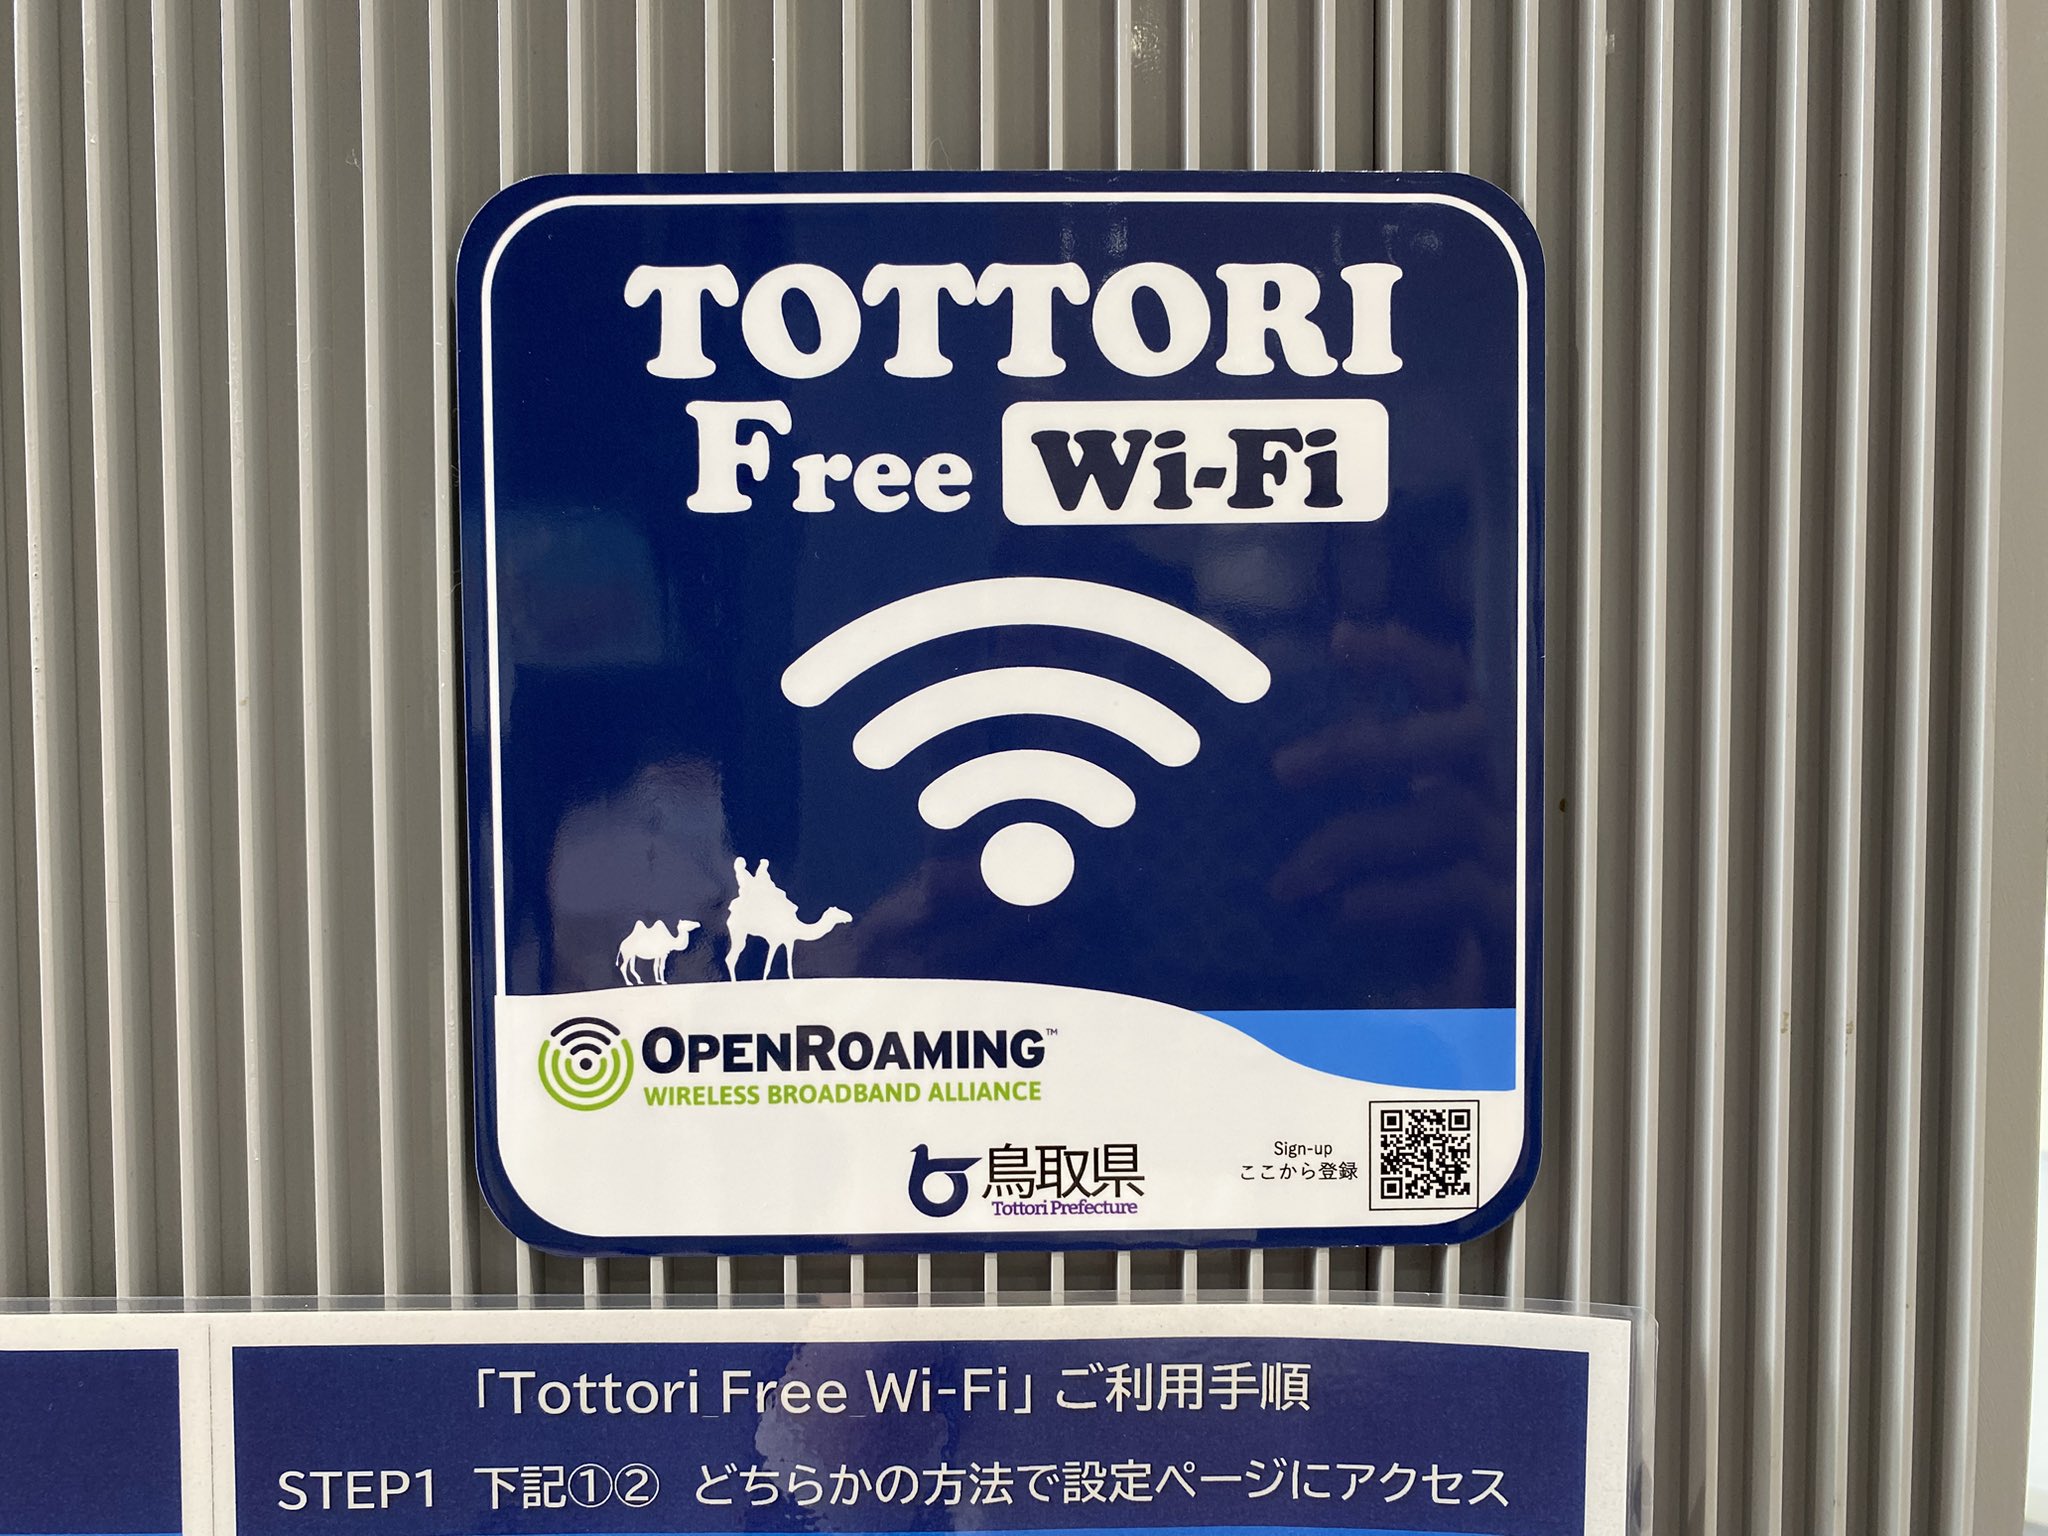 TOTTORI
Free Wi-Fi
OPENROAMING™
WIRELESS BROADBAND ALLIANCE
鳥取県
Tottori Prefecture
Sign-up
ここから登録
「Tottori_Free_Wi-Fi」ご利用手順
STEP1 下記①② どちらかの方法で設定ページにアクセス